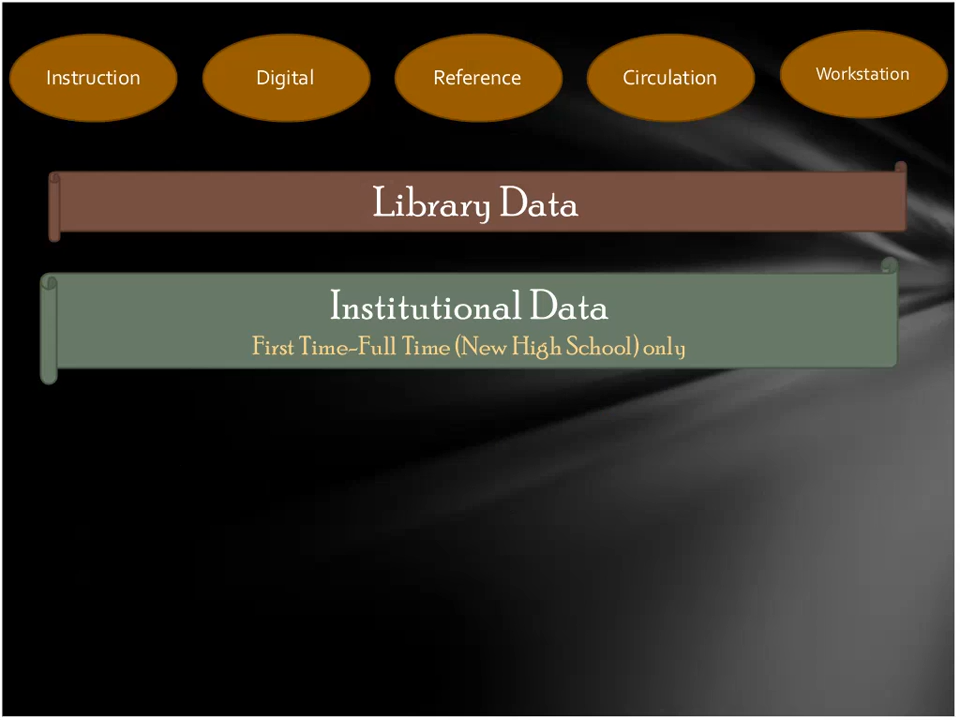 Instruction
Digital
Reference
Circulation
Workstation
Library Data
Institutional Data
First Time-Full Time (New High School) only